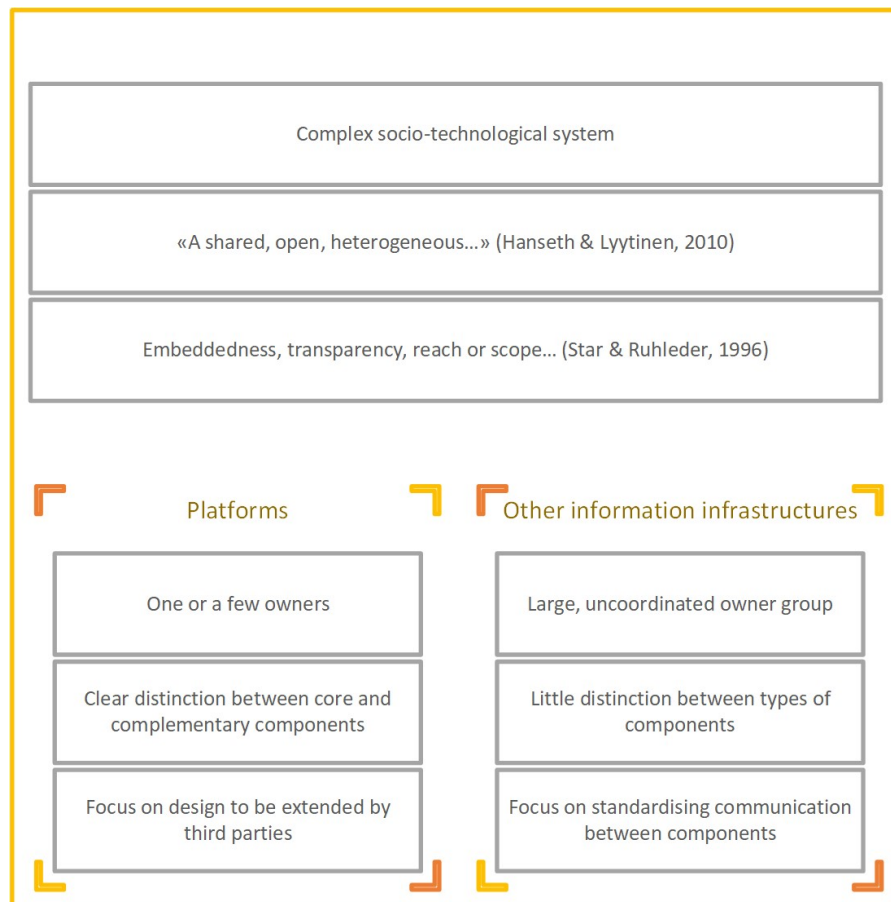 Complex socio-technological system
«A shared, open, heterogeneous...» (Hanseth & Lyytinen, 2010)
Embeddedness, transparency, reach or scope... (Star & Ruhleder, 1996)
Platforms
One or a few owners
Clear distinction between core and
complementary components
Focus on design to be extended by
third parties
Other information infrastructures
Large, uncoordinated owner group
Little distinction between types of
components
Focus on standardising communication
between components